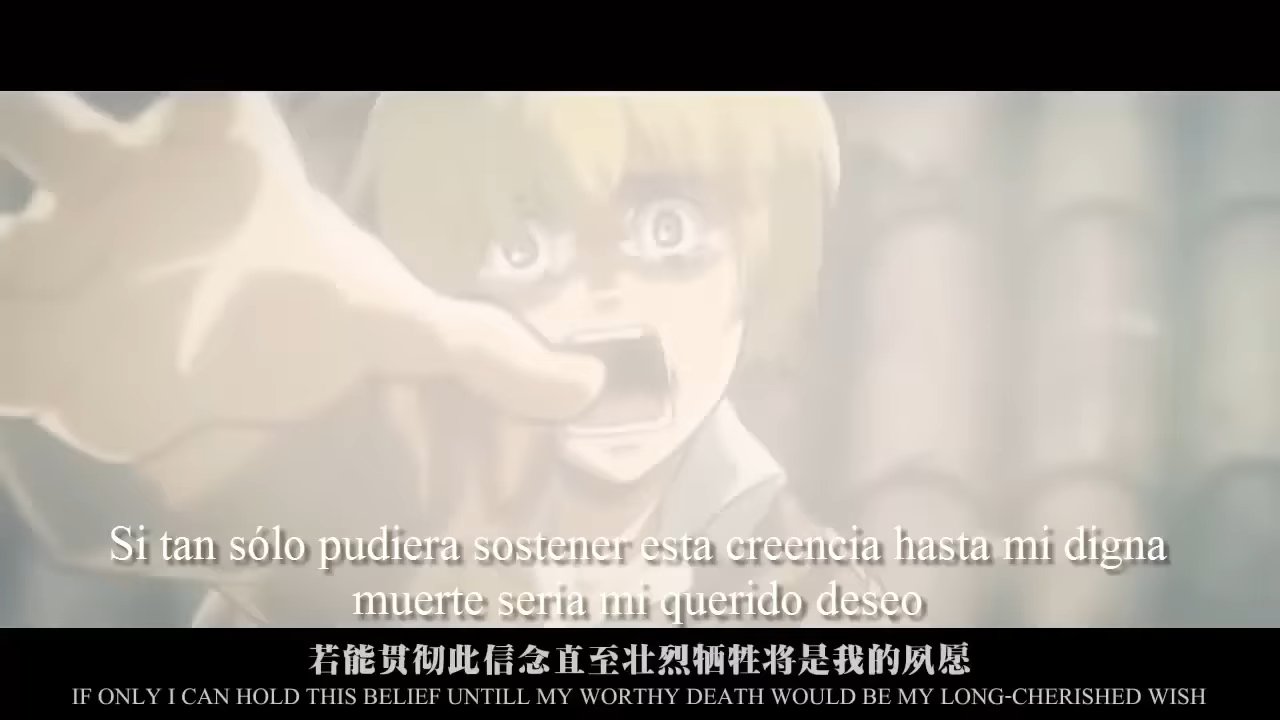 Si tan sólo pudiera sostener esta creencia hasta mi digna
muerte seria mi querido deseo
若能贯彻此信念直至壮烈牺牲将是我的夙愿
IF ONLY I CAN HOLD THIS BELIEF UNTILL MY WORTHY DEATH WOULD BE MY LONG-CHERISHED WISH